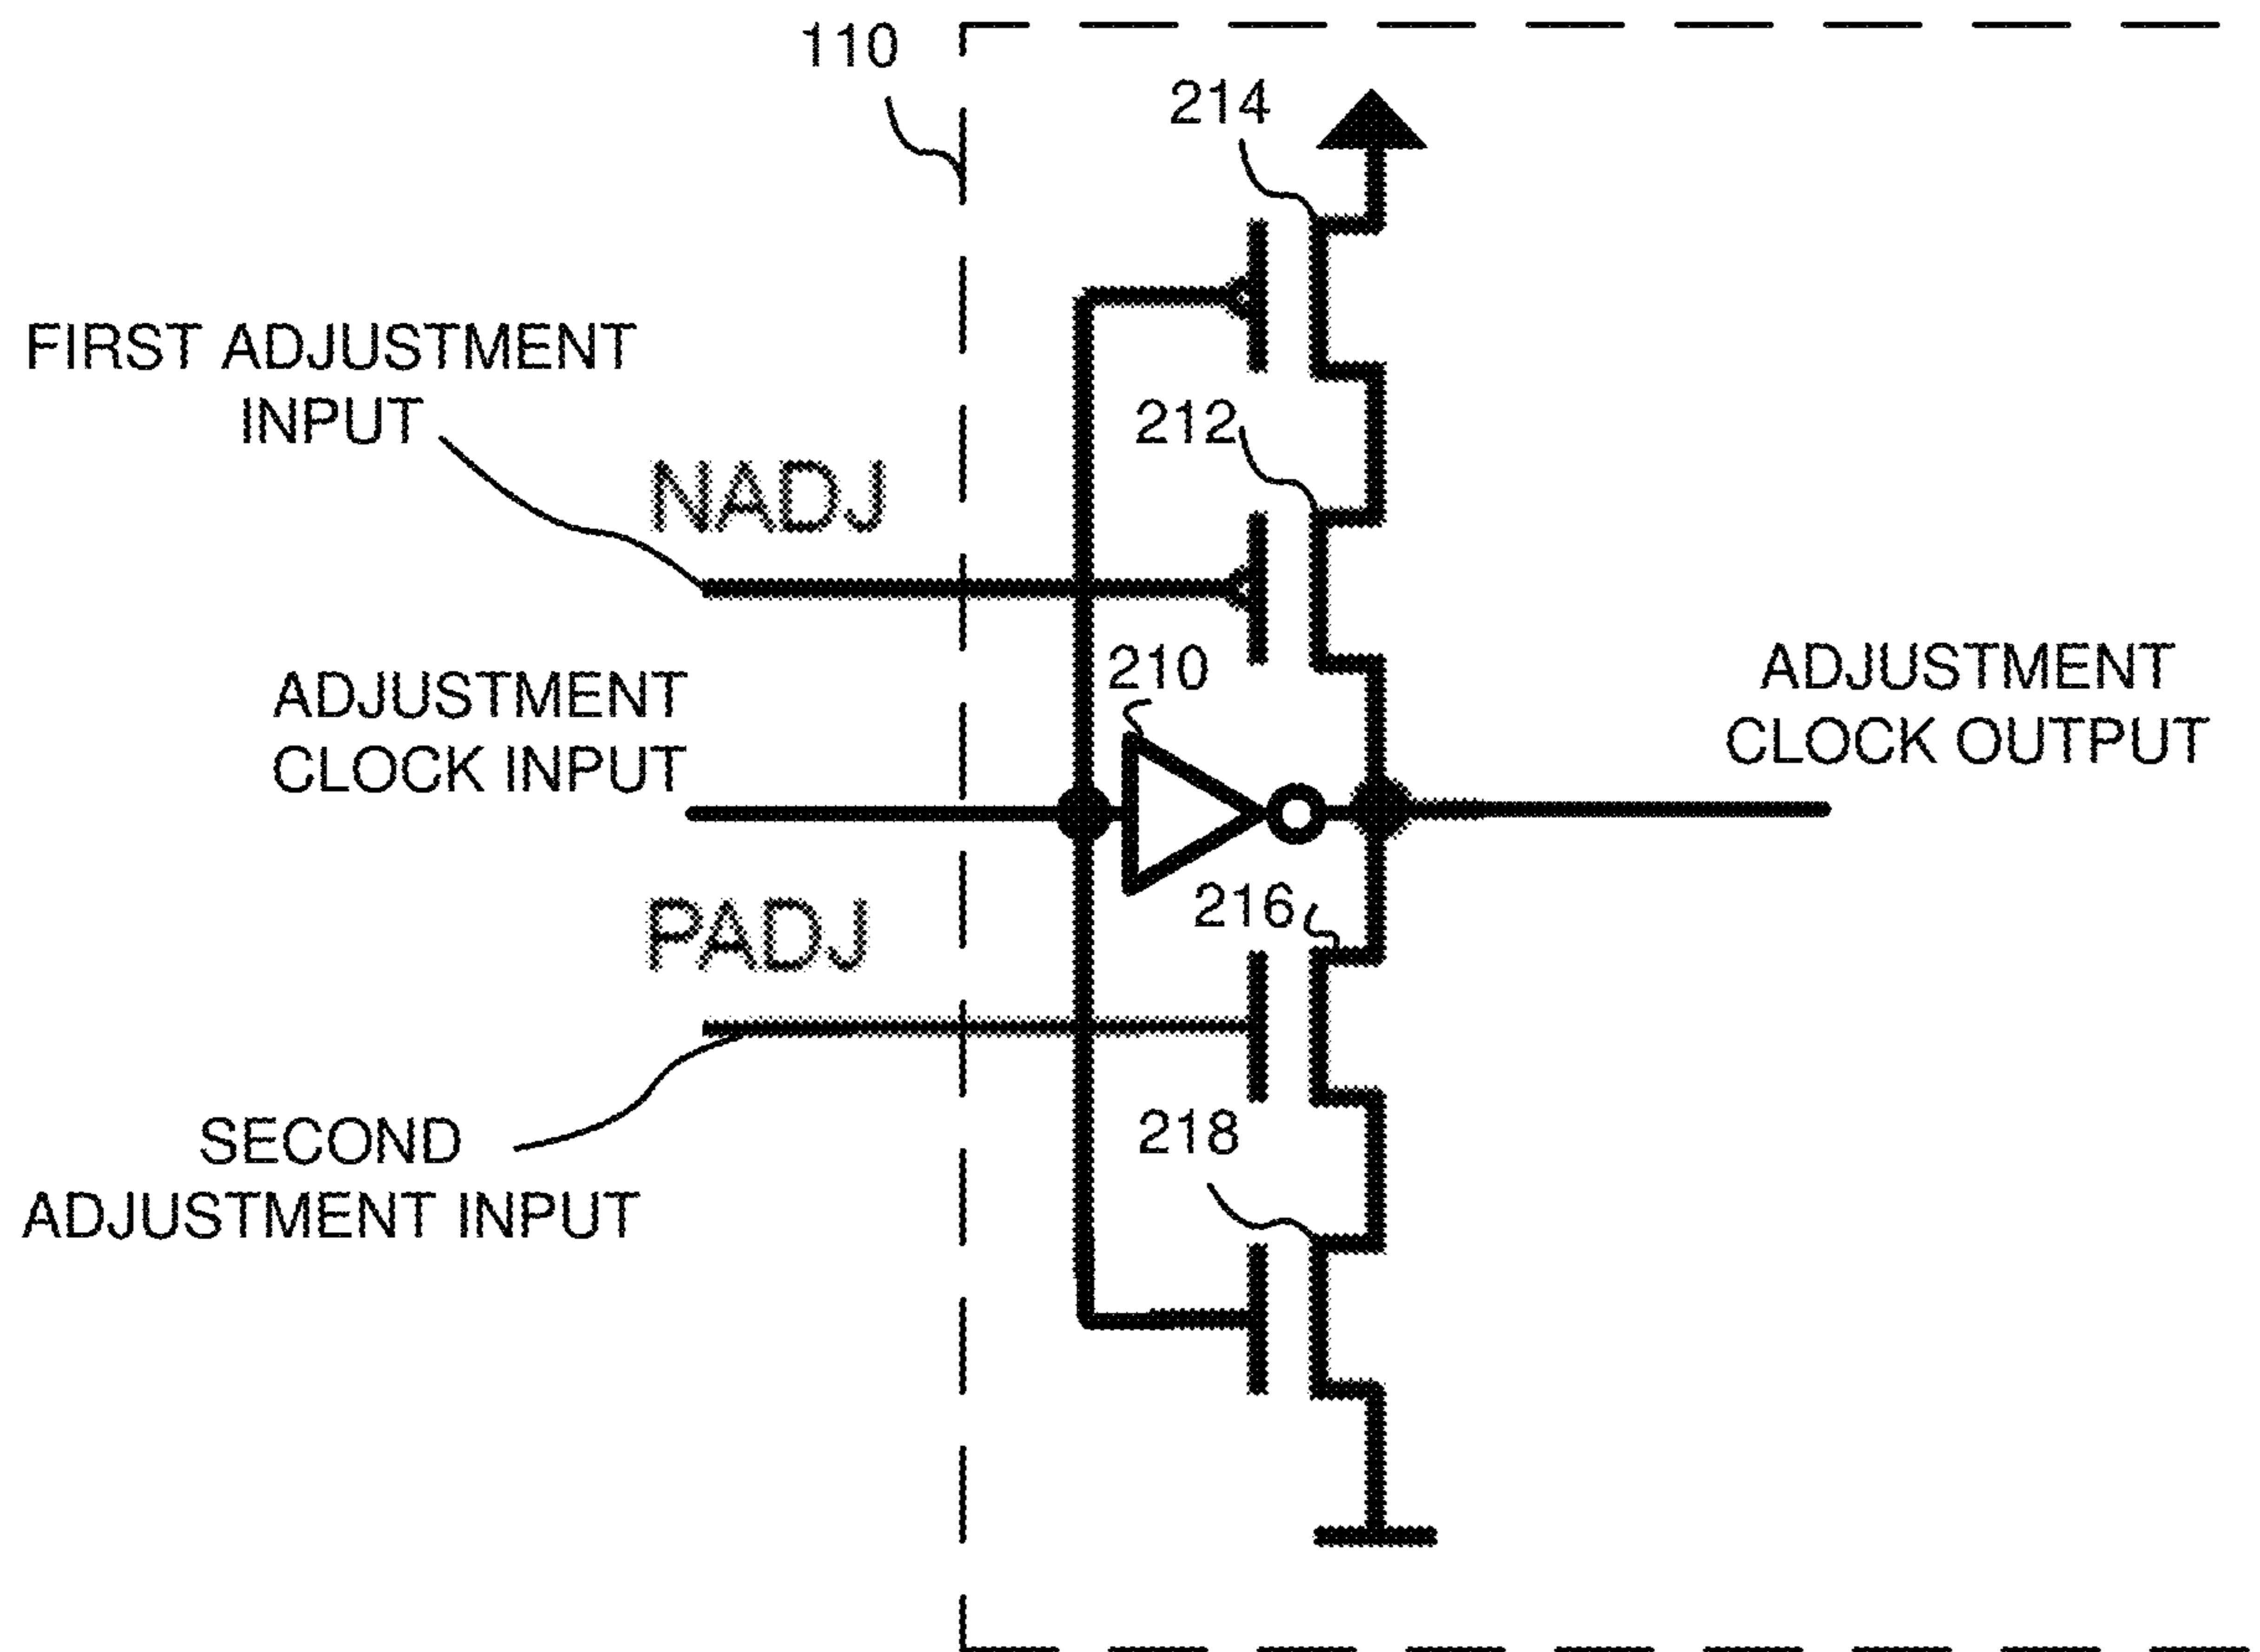 110
214
FIRST ADJUSTMENT
INPUT
212
NADJ
210
ADJUSTMENT
CLOCK INPUT
ADJUSTMENT
CLOCK OUTPUT
216
PADJ
218
SECOND
ADJUSTMENT INPUT